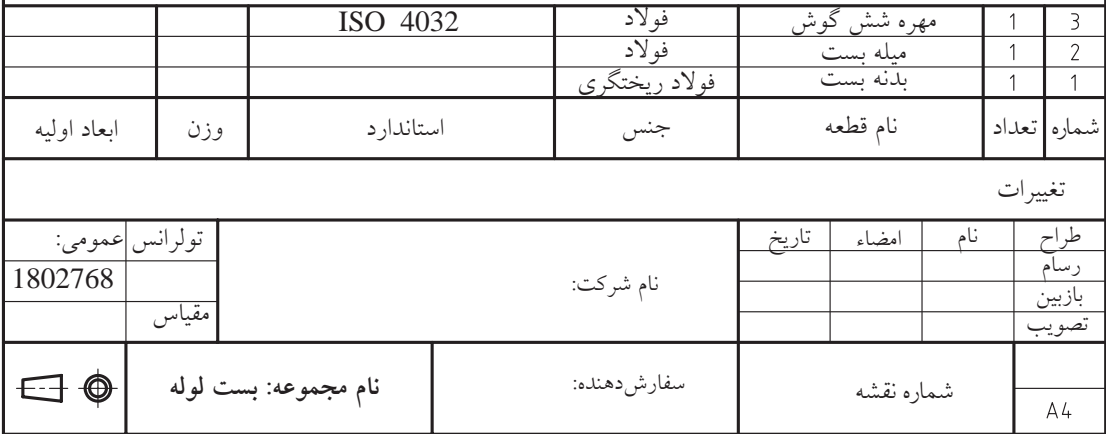 3 1 مهره شش گوش فولاد ISO 4032
2 1 میله بست فولاد
1 1 بدنه بست فولاد ریختگری
شماره تعداد نام قطعه جنس استاندارد وزن ابعاد اولیه
تغییرات
طراح نام امضاء تاریخ تولرانس عمومی:
رسام
نام شرکت: 1802768
بازبین
تصویب مقیاس
شماره نقشه سفارش‌دهنده: نام مجموعه: بست لوله
A4